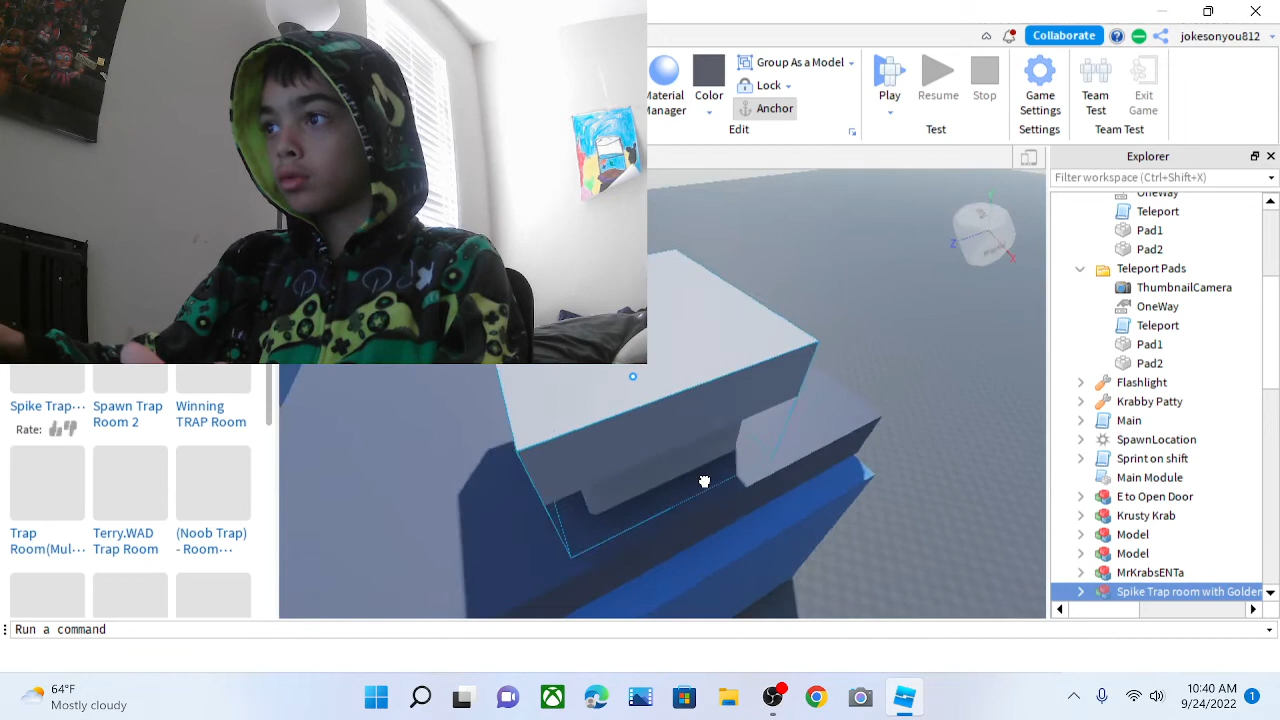 Collaborate
jokesonyou812
Material
Manager
Color
Group As a Model
Lock
Anchor
Edit
Play
Resume
Stop
Test
Game
Settings
Settings
Team
Test
Exit
Game
Team Test
Explorer
Filter workspace (Ctrl+Shift+X)
OneWay
Teleport
Pad1
Pad2
Teleport Pads
ThumbnailCamera
OneWay
Teleport
Pad1
Pad2
Flashlight
Krabby Patty
Main
SpawnLocation
Sprint on shift
Main Module
E to Open Door
Krusty Krab
Model
Model
MrKrabsENTa
Spike Trap room with Golder
Z
X
Spike Trap...
Rate:
Spawn Trap
Room 2
Winning
TRAP Room
Trap
Room(Mul...
Terry.WAD
Trap Room
(Noob Trap)
- Room...
Run a command
64°F
Mostly cloudy
10:40 AM
9/24/2022
1